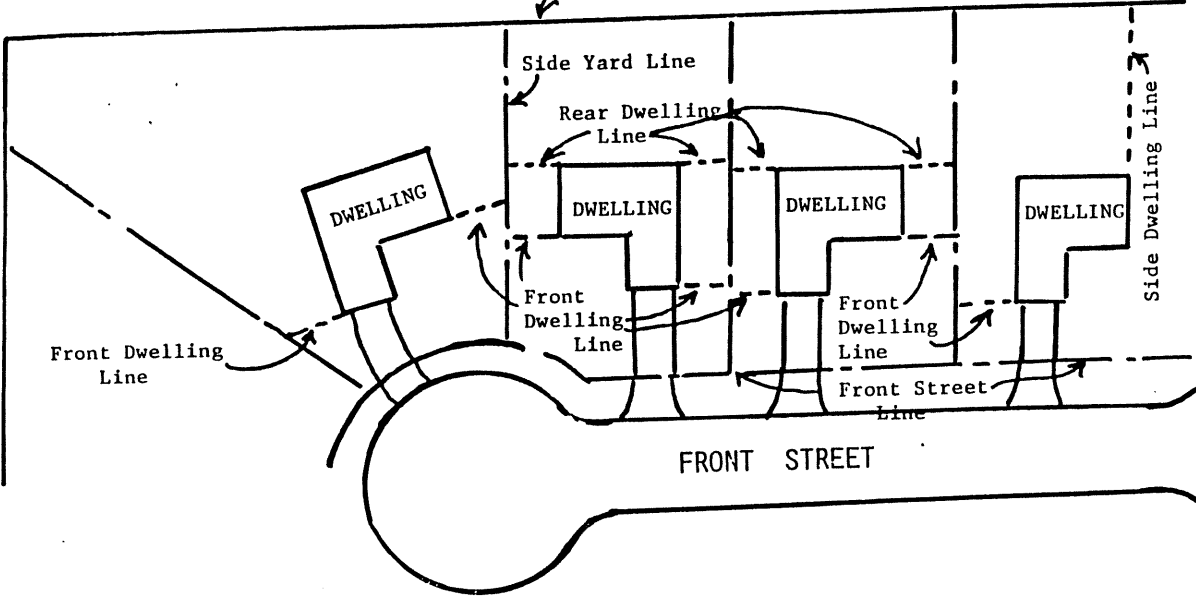 Side Yard Line
Rear Dwelling
Line
DWELLING
DWELLING
DWELLING
DWELLING
Side Dwelling Line
Front
Dwelling
Line
Front
Dwelling
Line
Front Dwelling
Line
Front Street
Line
FRONT STREET